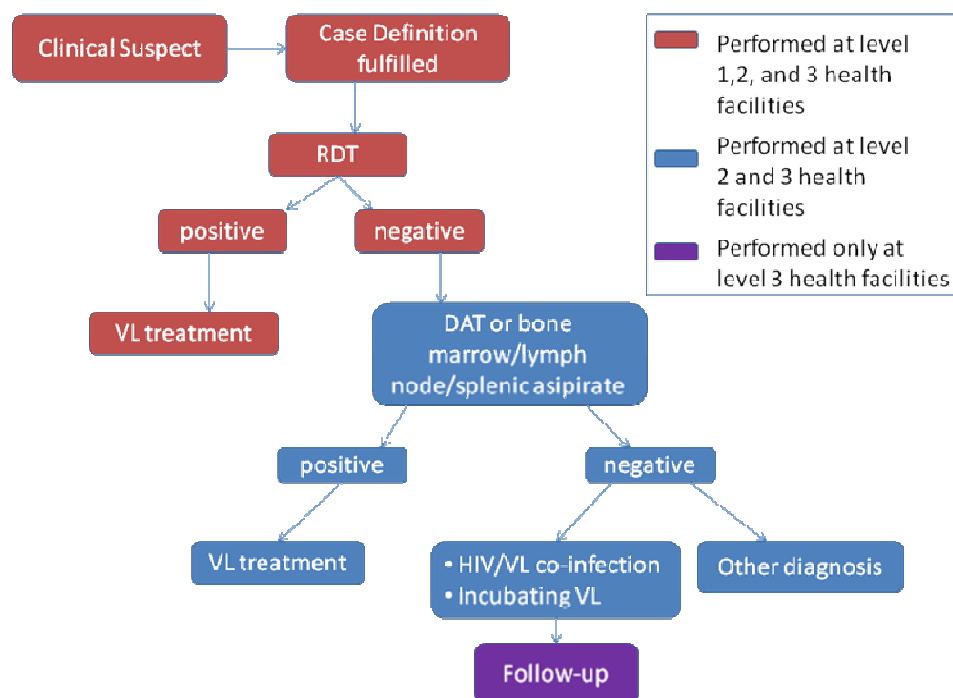 Clinical Suspect
Case Definition
fulfilled
RDT
positive
negative
VL treatment
DAT or bone
marrow/lymph
node/splenic asipirate
positive
negative
VL treatment
• HIV/VL co-infection
• Incubating VL
Other diagnosis
Follow-up
Performed at level
1,2, and 3 health
facilities
Performed at level
2 and 3 health
facilities
Performed only at
level 3 health facilities